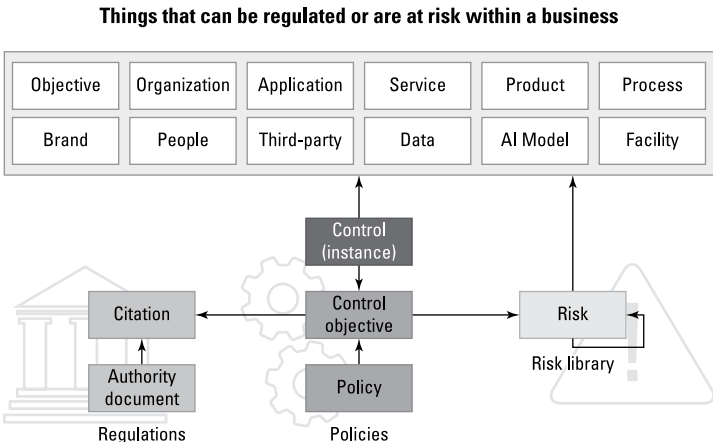 Things that can be regulated or are at risk within a business
Objective
Organization
Application
Service
Product
Process
Brand
People
Third-party
Data
AI Model
Facility
Control
(instance)
Citation
Control
objective
Risk
Risk library
Authority
document
Policy
Regulations
Policies
!